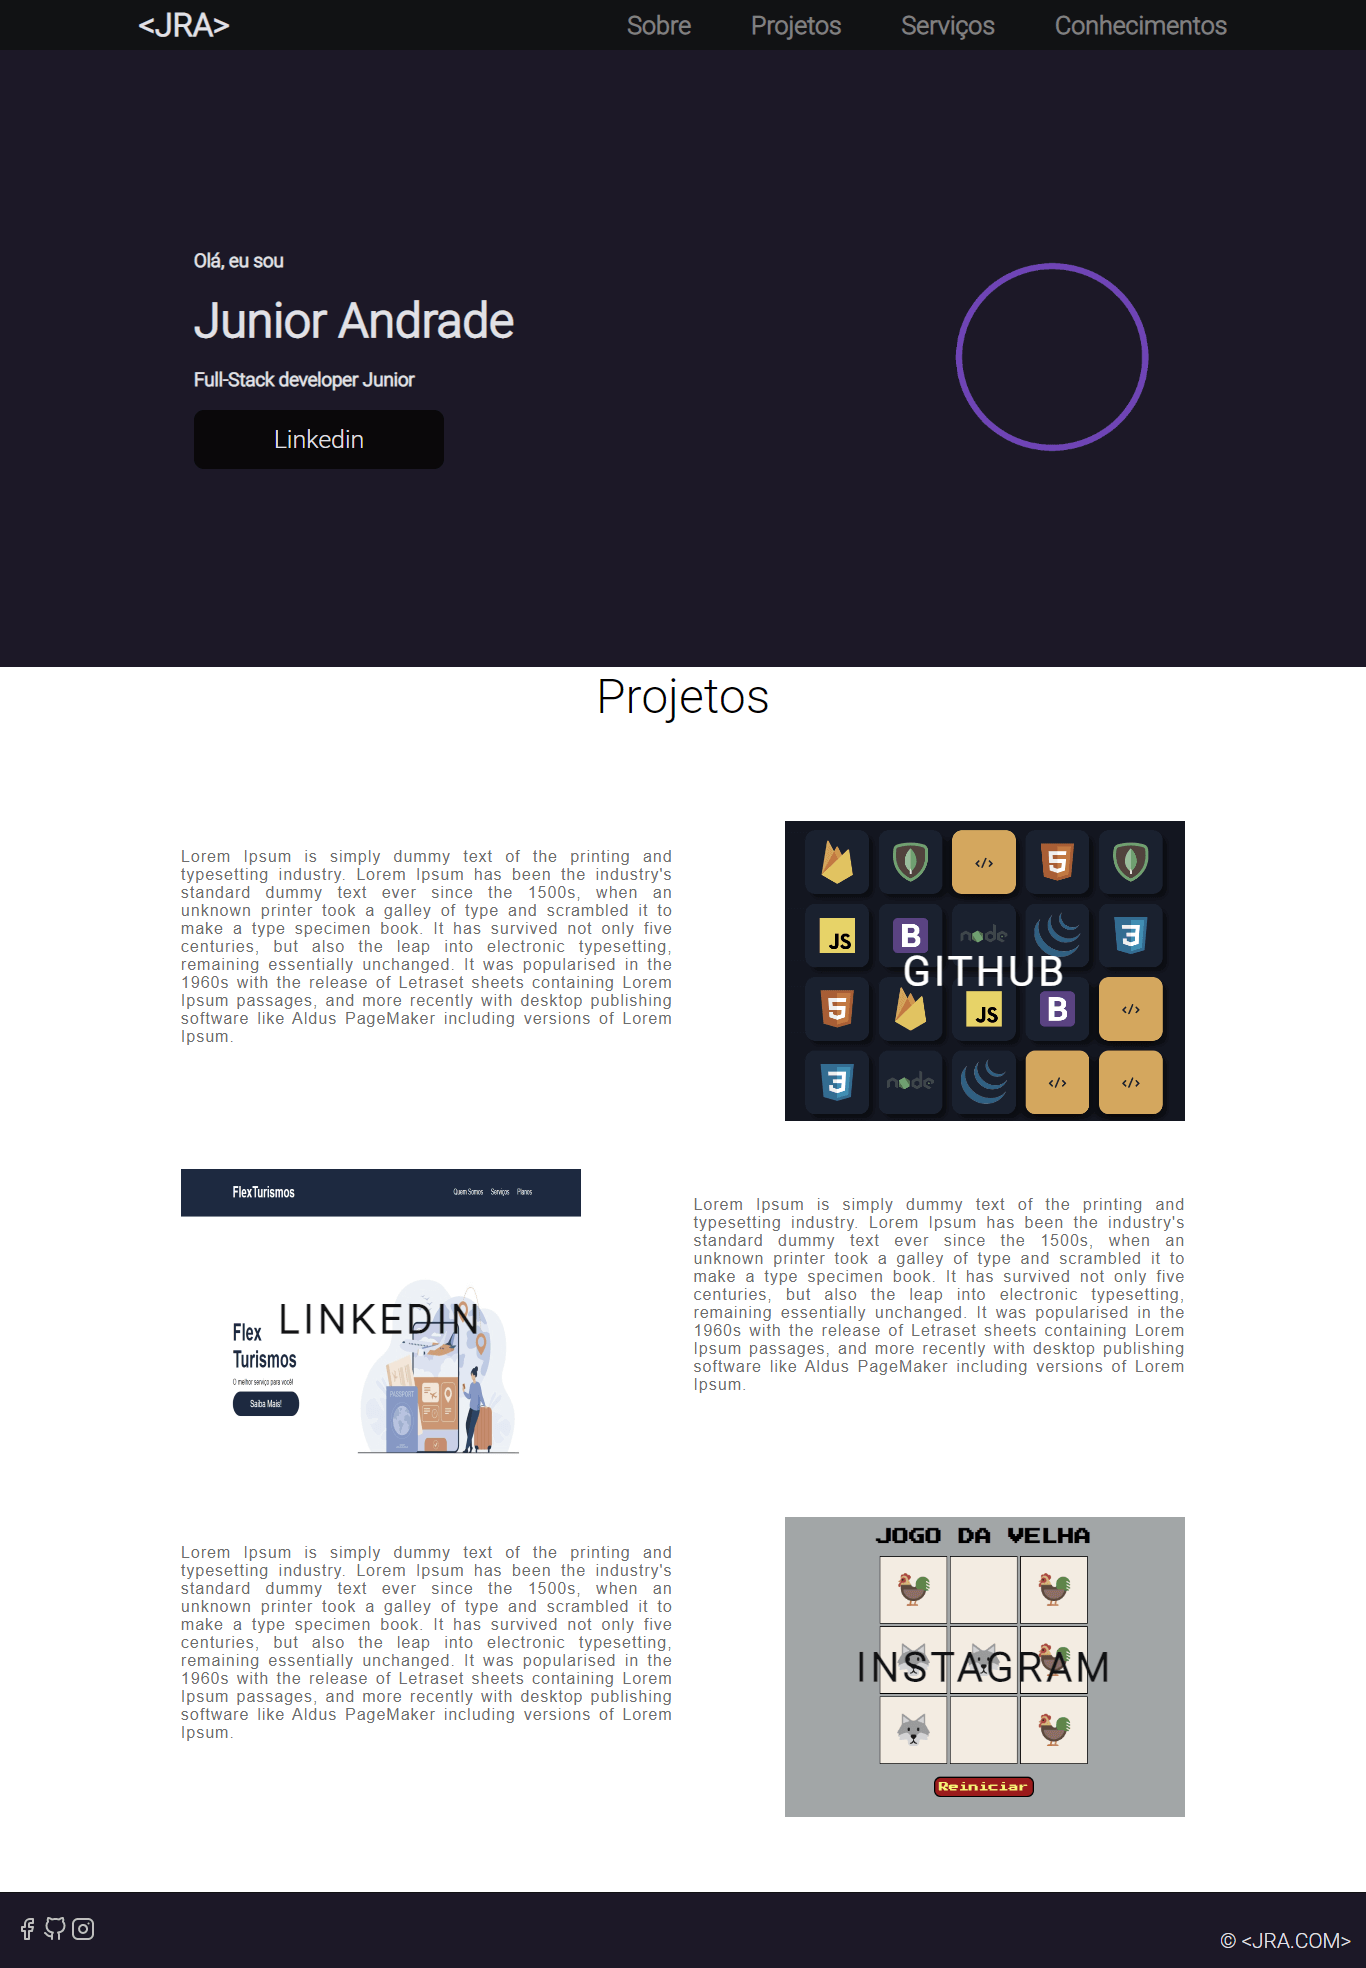 <JRA>
Sobre Projetos Serviços Conhecimentos
Olá, eu sou
Junior Andrade
Full-Stack developer Junior
Linkedin
Projetos
Lorem Ipsum is simply dummy text of the printing and
typesetting industry. Lorem Ipsum has been the industry's
standard dummy text ever since the 1500s, when an
unknown printer took a galley of type and scrambled it to
make a type specimen book. It has survived not only five
centuries, but also the leap into electronic typesetting,
remaining essentially unchanged. It was popularised in the
1960s with the release of Letraset sheets containing Lorem
Ipsum passages, and more recently with desktop publishing
software like Aldus PageMaker including versions of Lorem
Ipsum.
</> 5
JS B node 3
GITHUB
5 JS B </>
3 node </> </>
FlexTurismos
Quem Somos Serviços Planos
LINKEDIN
Flex
Turismos
O melhor serviço para você!
Saiba Mais!
PASSPORT
Lorem Ipsum is simply dummy text of the printing and
typesetting industry. Lorem Ipsum has been the industry's
standard dummy text ever since the 1500s, when an
unknown printer took a galley of type and scrambled it to
make a type specimen book. It has survived not only five
centuries, but also the leap into electronic typesetting,
remaining essentially unchanged. It was popularised in the
1960s with the release of Letraset sheets containing Lorem
Ipsum passages, and more recently with desktop publishing
software like Aldus PageMaker including versions of Lorem
Ipsum.
Lorem Ipsum is simply dummy text of the printing and
typesetting industry. Lorem Ipsum has been the industry's
standard dummy text ever since the 1500s, when an
unknown printer took a galley of type and scrambled it to
make a type specimen book. It has survived not only five
centuries, but also the leap into electronic typesetting,
remaining essentially unchanged. It was popularised in the
1960s with the release of Letraset sheets containing Lorem
Ipsum passages, and more recently with desktop publishing
software like Aldus PageMaker including versions of Lorem
Ipsum.
JOGO DA VELHA
INSTAGRAM
Reiniciar
© <JRA.COM>